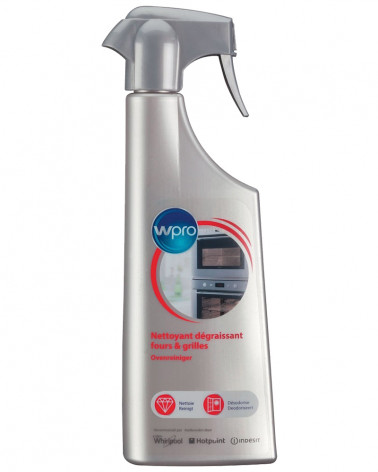 wpro
Nettoyant dégraissant
fours & grilles
Ovenreiniger
Nettoie
Reinigt
Désodorise
Deodoriseert
Whirlpool Hotpoint indesit